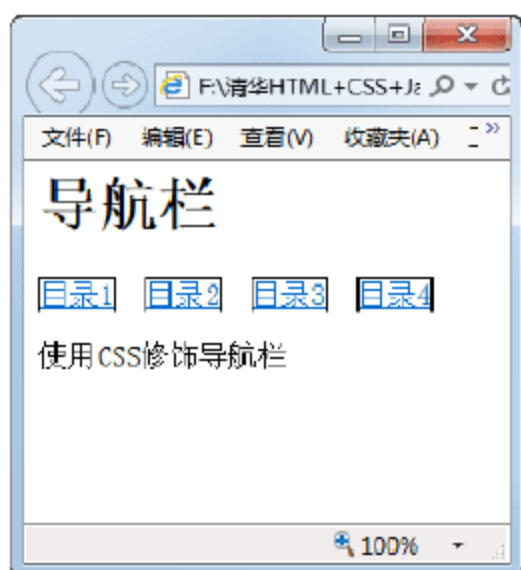 F:\清华HTML+CSS+Ja
文件(F) 编辑(E) 查看(V) 收藏夹(A)
导航栏
目录1 目录2 目录3 目录4
使用CSS修饰导航栏
100%